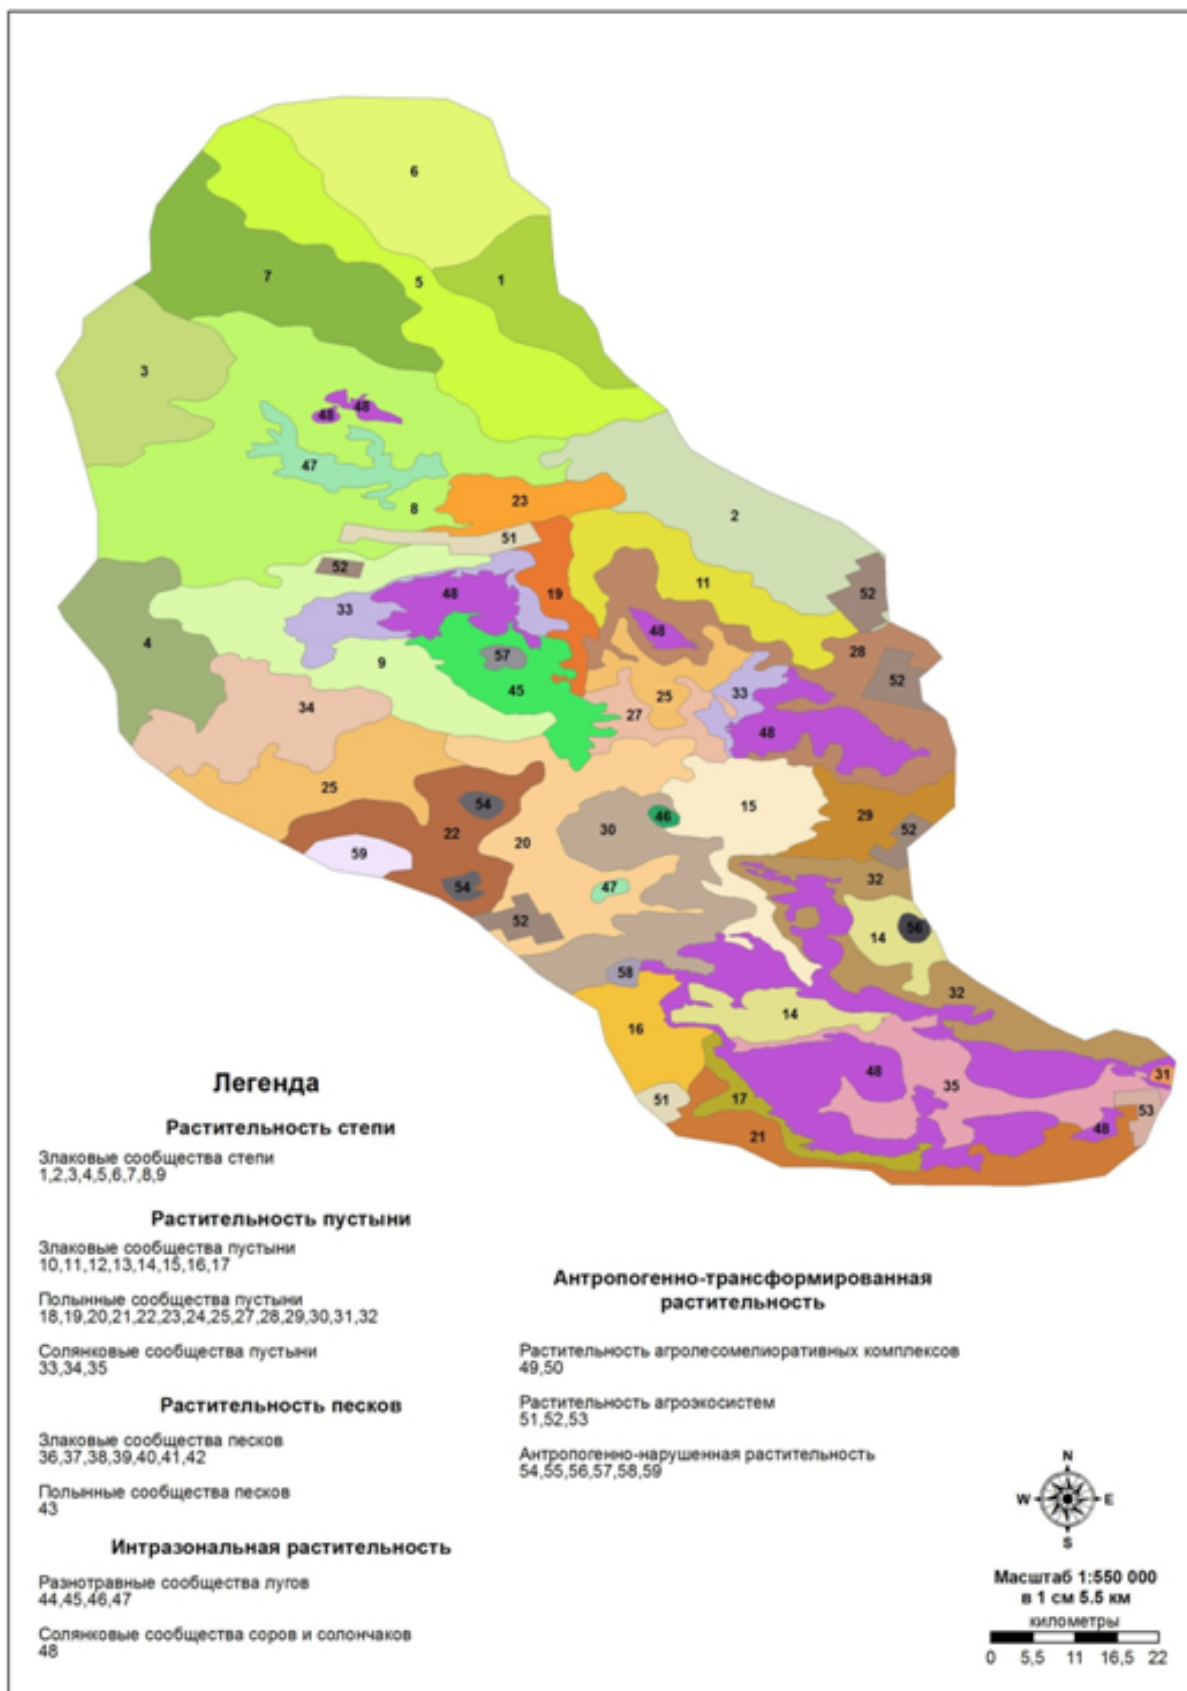 6
7
5
1
3
48
48
47
8
23
2
51
52
11
52
33
48
19
48
4
57
28
9
45
25
33
52
34
27
48
25
54
15
29
22
20
30
46
52
59
54
47
32
52
14
56
58
32
16
14
48
35
31
51
17
53
48
21
Легенда
Растительность степи
Злаковые сообщества степи
1,2,3,4,5,6,7,8,9
Растительность пустыни
Злаковые сообщества пустыни
10,11,12,13,14,15,16,17
Полынные сообщества пустыни
18,19,20,21,22,23,24,25,27,28,29,30,31,32
Солянковые сообщества пустыни
33,34,35
Растительность песков
Злаковые сообщества песков
36,37,38,39,40,41,42
Полынные сообщества песков
43
Интразональная растительность
Разнотравные сообщества лугов
44,45,46,47
Солянковые сообщества соров и солончаков
48
Антропогенно-трансформированная
растительность
Растительность агролесомелиоративных комплексов
49,50
Растительность агроэкосистем
51,52,53
Антропогенно-нарушенная растительность
54,55,56,57,58,59
N
W E
S
Масштаб 1:550 000
в 1 см 5.5 км
километры
0 5,5 11 16,5 22